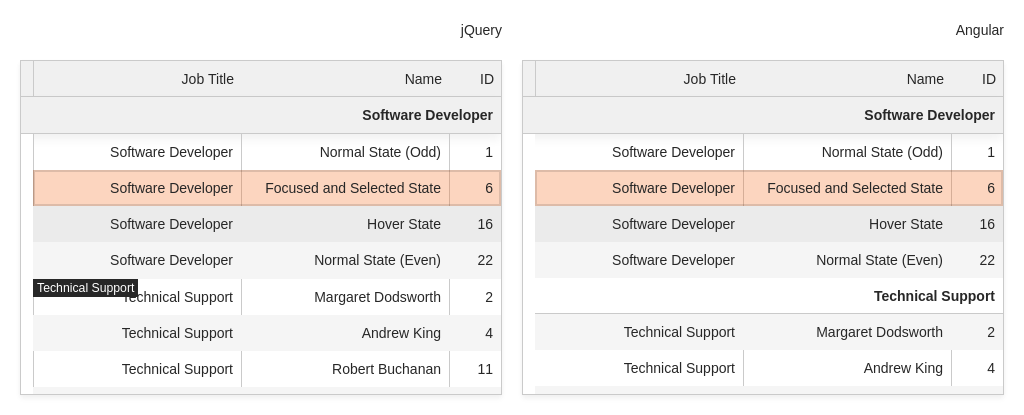 jQuery
Job Title Name ID
Software Developer
Software Developer Normal State (Odd) 1
Software Developer Focused and Selected State 6
Software Developer Hover State 16
Software Developer Normal State (Even) 22
Technical Support
Technical Support Margaret Dodsworth 2
Technical Support Andrew King 4
Technical Support Robert Buchanan 11
Angular
Job Title Name ID
Software Developer
Software Developer Normal State (Odd) 1
Software Developer Focused and Selected State 6
Software Developer Hover State 16
Software Developer Normal State (Even) 22
Technical Support
Technical Support Margaret Dodsworth 2
Technical Support Andrew King 4